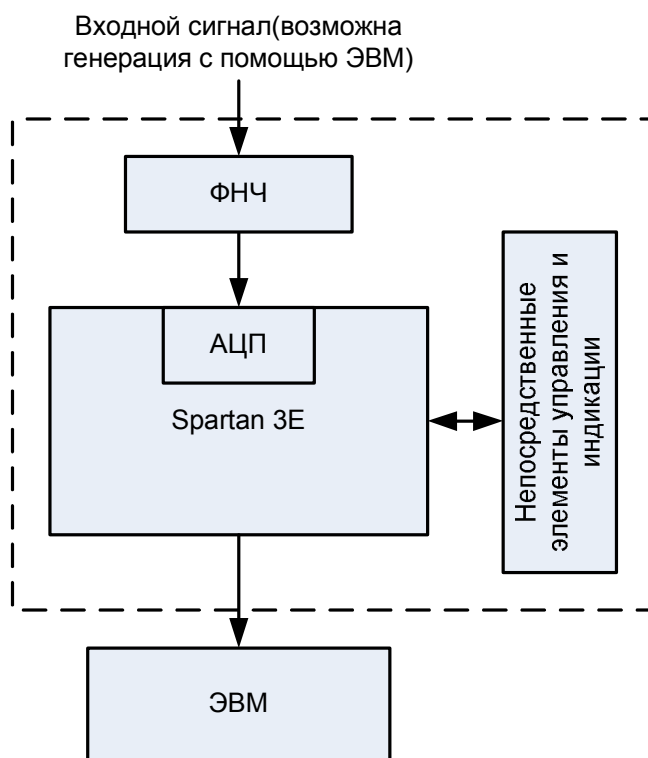 Входной сигнал(возможна
генерация с помощью ЭВМ)
ФНЧ
АЦП
Spartan 3E
Непосредственные
элементы управления и
индикации
ЭВМ